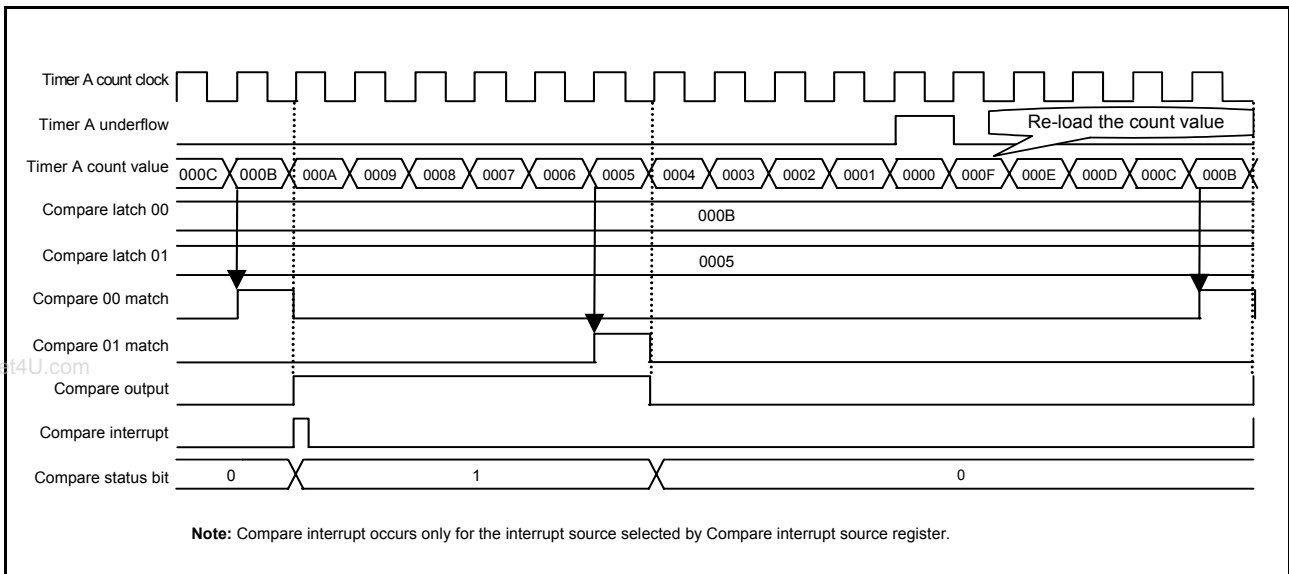 Timer A count clock
Timer A underflow
Re-load the count value
Timer A count value
000C 000B 000A 0009 0008 0007 0006 0005 0004 0003 0002 0001 0000 000F 000E 000D 000C 000B
Compare latch 00
000B
Compare latch 01
0005
Compare 00 match
Compare 01 match
et4U.com
Compare output
Compare interrupt
Compare status bit
0 1 0
Note: Compare interrupt occurs only for the interrupt source selected by Compare interrupt source register.